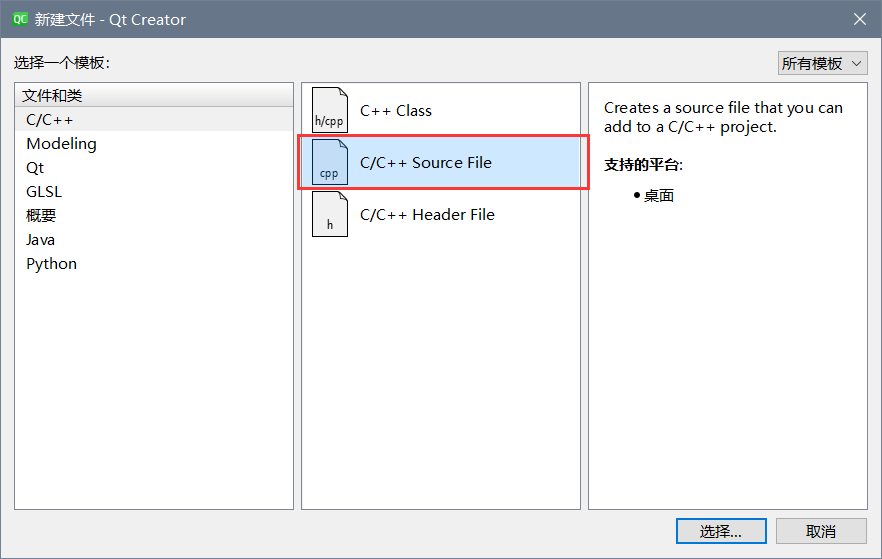 QC 新建文件 - Qt Creator
选择一个模板:
所有模板
文件和类
C/C++
Modeling
Qt
GLSL
概要
Java
Python
h/cpp
C++ Class
cpp
C/C++ Source File
h
C/C++ Header File
Creates a source file that you can
add to a C/C++ project.
支持的平台:
• 桌面
选择...
取消